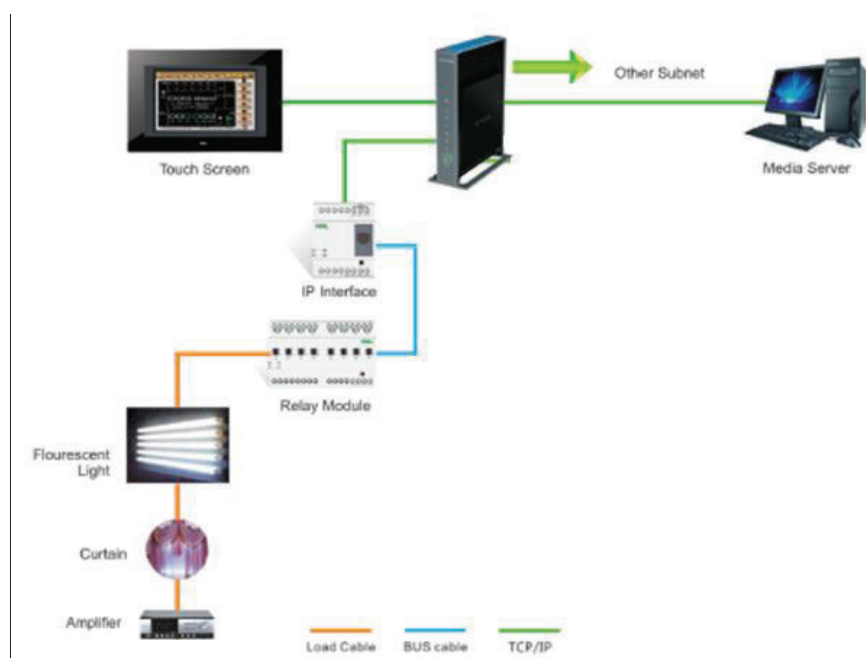 Other Subnet
Touch Screen
Media Server
IP Interface
Relay Module
Flourescent
Light
Curtain
Amplifier
Load Cable
BUS cable
TCP/IP